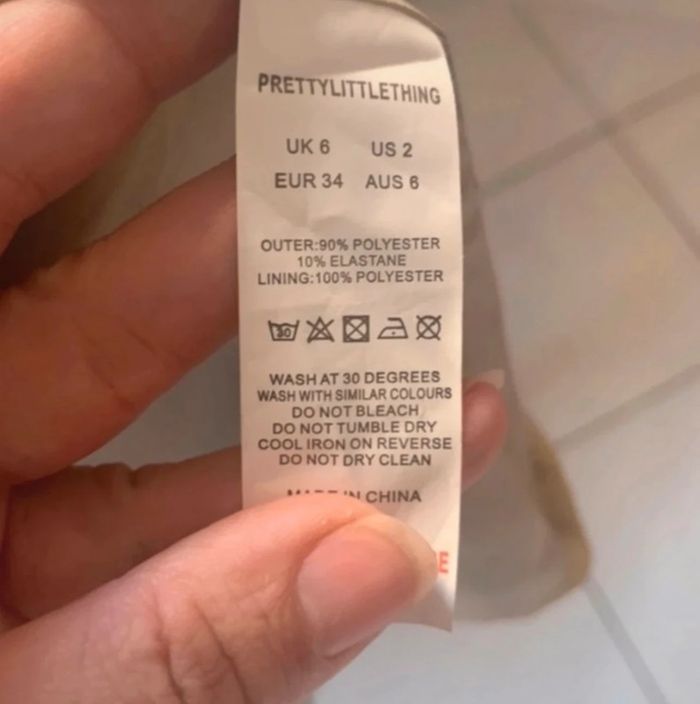 PRETTYLITTLETHING
UK 6 US 2
EUR 34 AUS 6
OUTER:90% POLYESTER
10% ELASTANE
LINING:100% POLYESTER
30
WASH AT 30 DEGREES
WASH WITH SIMILAR COLOURS
DO NOT BLEACH
DO NOT TUMBLE DRY
COOL IRON ON REVERSE
DO NOT DRY CLEAN
MADE IN CHINA